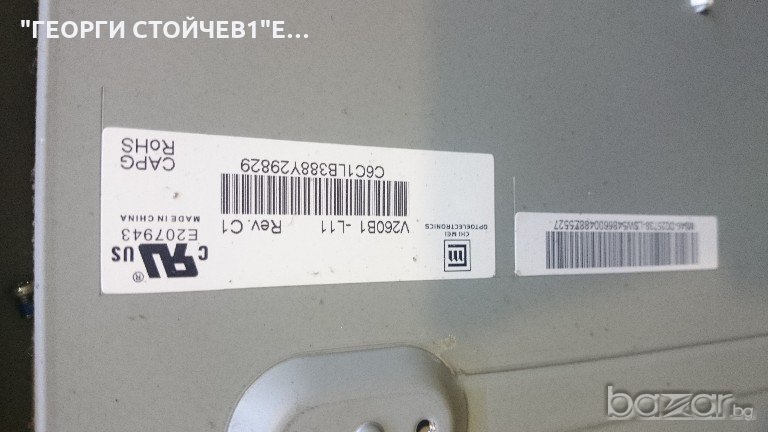 "ГЕОРГИ СТОЙЧЕВ1"Е...
CHI MEI
OPTOELECTRONICS
V260B1 -L11 Rev. C1
C6C1LB388Y29829
E207943
MADE IN CHINA
CAPG
RoHS
C US ®
bazar.bg